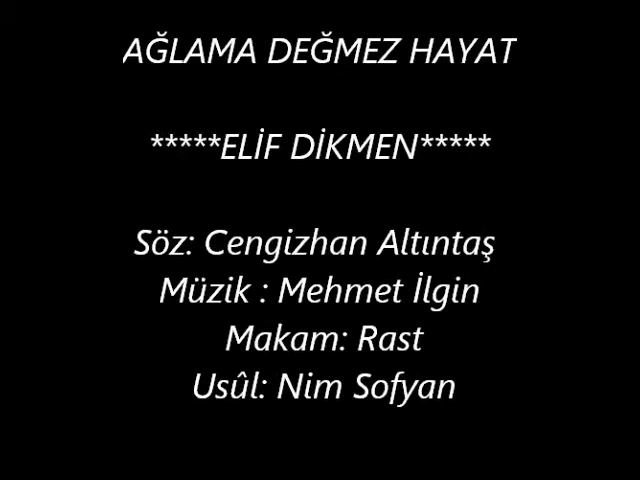 AĞLAMA DEĞMEZ HAYAT
*****ELİF DİKMEN*****
Söz: Cengizhan Altıntaş
Müzik : Mehmet İlgin
Makam: Rast
Usûl: Nim Sofyan